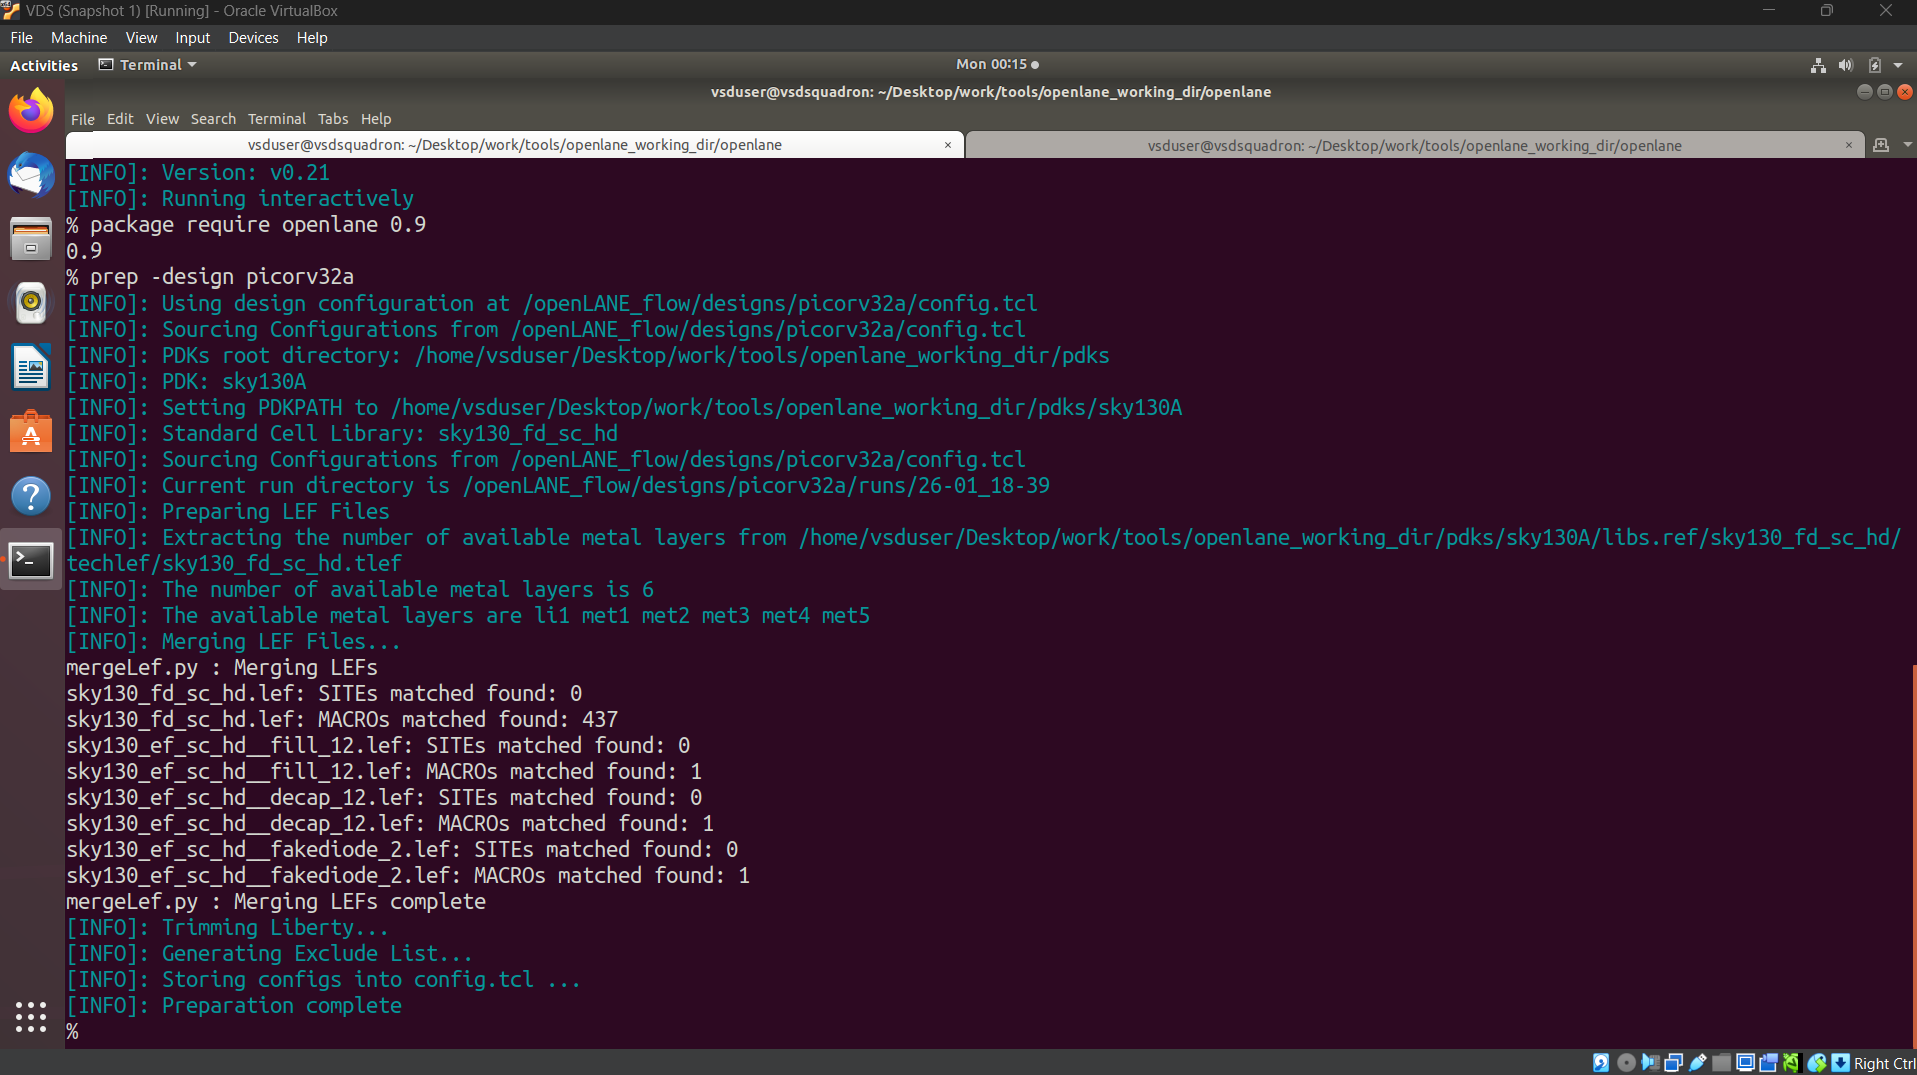 VDS (Snapshot 1) [Running] - Oracle VirtualBox
File Machine View Input Devices Help
Activities Terminal Mon 00:15
vsduser@vsdsquadron: ~/Desktop/work/tools/openlane_working_dir/openlane
File Edit View Search Terminal Tabs Help
vsduser@vsdsquadron: ~/Desktop/work/tools/openlane_working_dir/openlane × vsduser@vsdsquadron: ~/Desktop/work/tools/openlane_working_dir/openlane ×
[INFO]: Version: v0.21
[INFO]: Running interactively
% package require openlane 0.9
0.9
% prep -design picorv32a
[INFO]: Using design configuration at /openLANE_flow/designs/picorv32a/config.tcl
[INFO]: Sourcing Configurations from /openLANE_flow/designs/picorv32a/config.tcl
[INFO]: PDKs root directory: /home/vsduser/Desktop/work/tools/openlane_working_dir/pdks
[INFO]: PDK: sky130A
[INFO]: Setting PDKPATH to /home/vsduser/Desktop/work/tools/openlane_working_dir/pdks/sky130A
[INFO]: Standard Cell Library: sky130_fd_sc_hd
[INFO]: Sourcing Configurations from /openLANE_flow/designs/picorv32a/config.tcl
[INFO]: Current run directory is /openLANE_flow/designs/picorv32a/runs/26-01_18-39
[INFO]: Preparing LEF Files
[INFO]: Extracting the number of available metal layers from /home/vsduser/Desktop/work/tools/openlane_working_dir/pdks/sky130A/libs.ref/sky130_fd_sc_hd/
techlef/sky130_fd_sc_hd.tlef
[INFO]: The number of available metal layers is 6
[INFO]: The available metal layers are li1 met1 met2 met3 met4 met5
[INFO]: Merging LEF Files...
mergeLef.py : Merging LEFs
sky130_fd_sc_hd.lef: SITEs matched found: 0
sky130_fd_sc_hd.lef: MACROs matched found: 437
sky130_ef_sc_hd__fill_12.lef: SITEs matched found: 0
sky130_ef_sc_hd__fill_12.lef: MACROs matched found: 1
sky130_ef_sc_hd__decap_12.lef: SITEs matched found: 0
sky130_ef_sc_hd__decap_12.lef: MACROs matched found: 1
sky130_ef_sc_hd__fakediode_2.lef: SITEs matched found: 0
sky130_ef_sc_hd__fakediode_2.lef: MACROs matched found: 1
mergeLef.py : Merging LEFs complete
[INFO]: Trimming Liberty...
[INFO]: Generating Exclude List...
[INFO]: Storing configs into config.tcl ...
[INFO]: Preparation complete
%
Right Ctrl